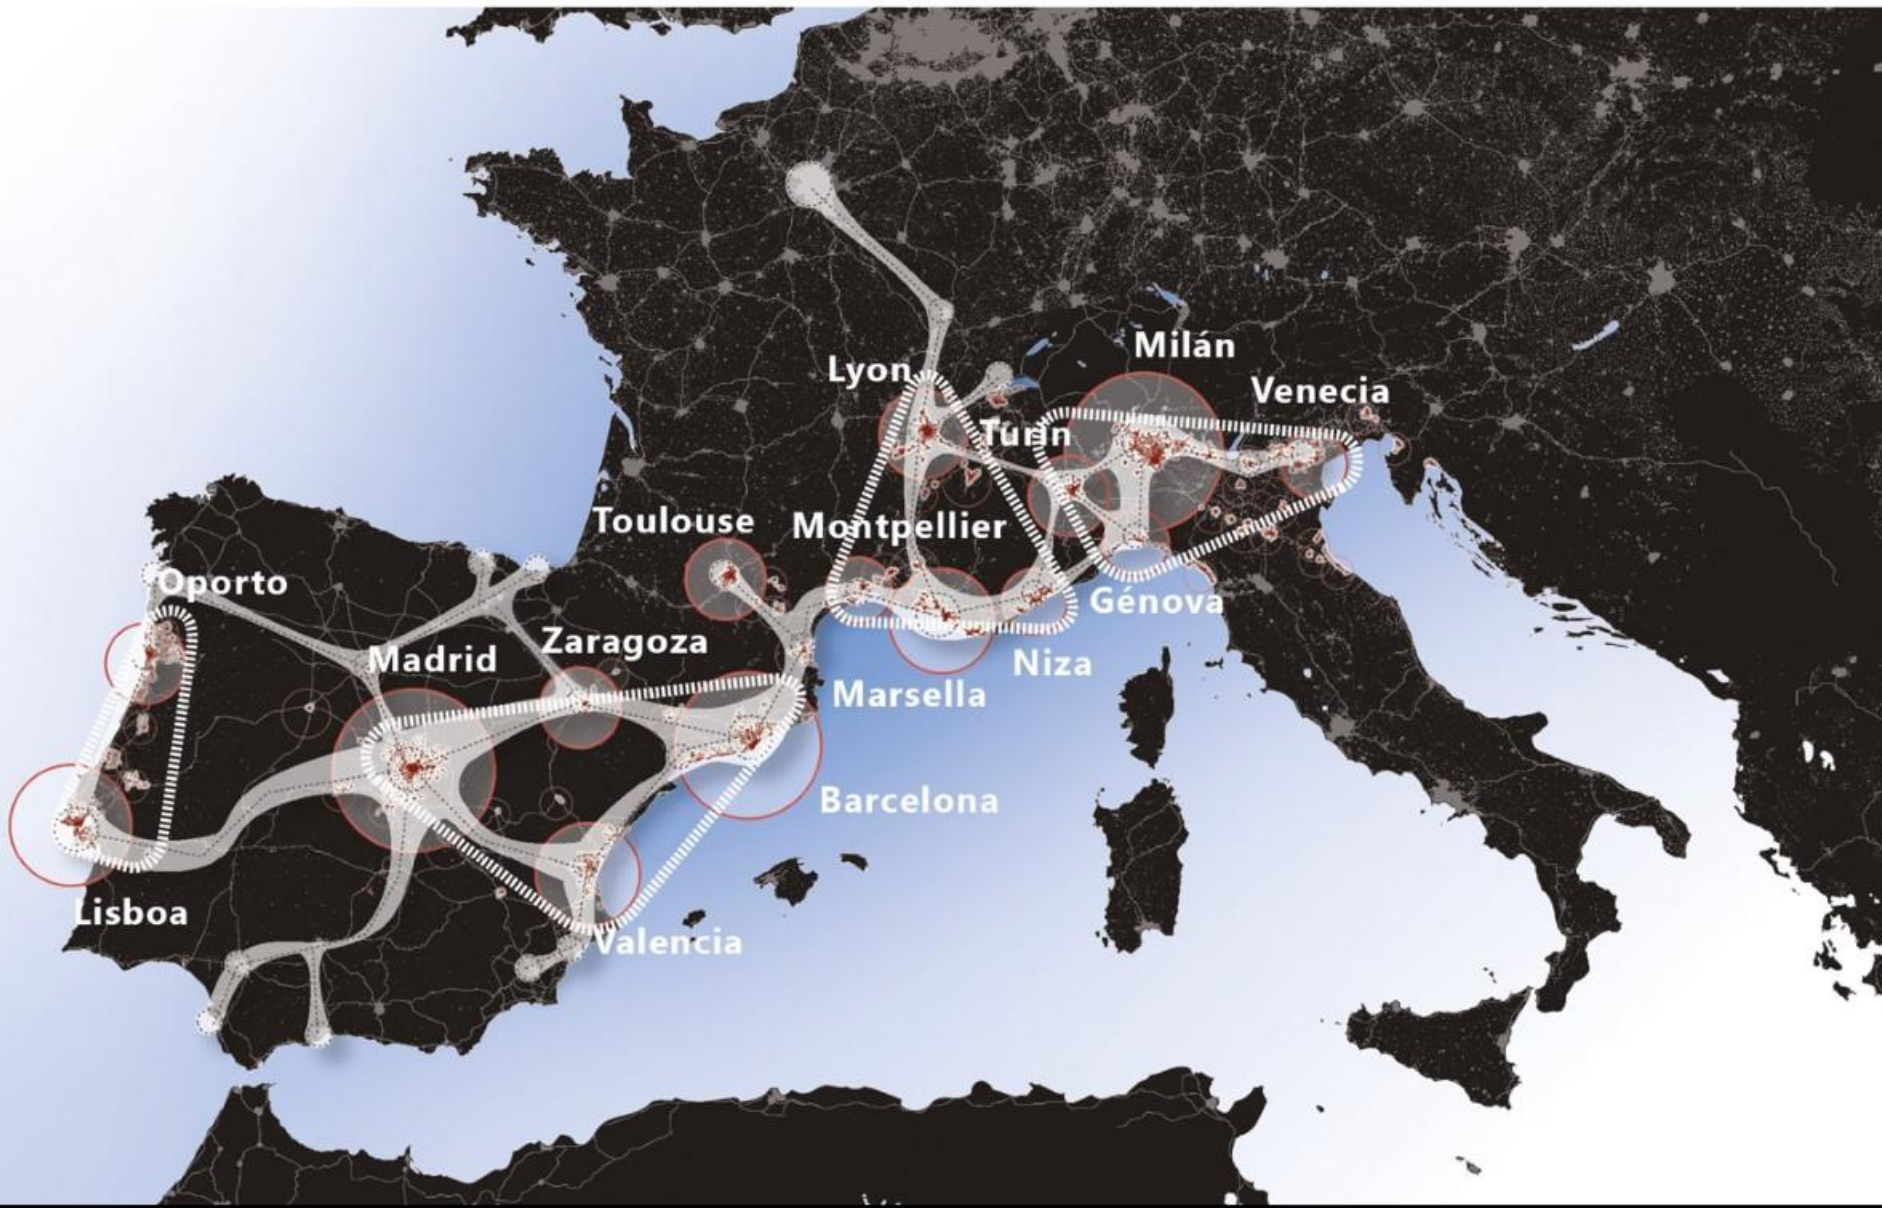 Milán
Lyon
Venecia
Turín
Toulouse
Montpellier
Oporto
Génova
Zaragoza
Madrid
Niza
Marsella
Barcelona
Lisboa
Valencia